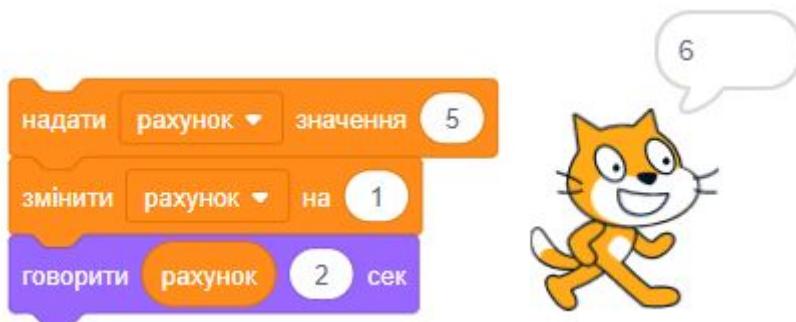 6
надати рахунок значення 5
змінити рахунок на 1
говорити рахунок 2 сек